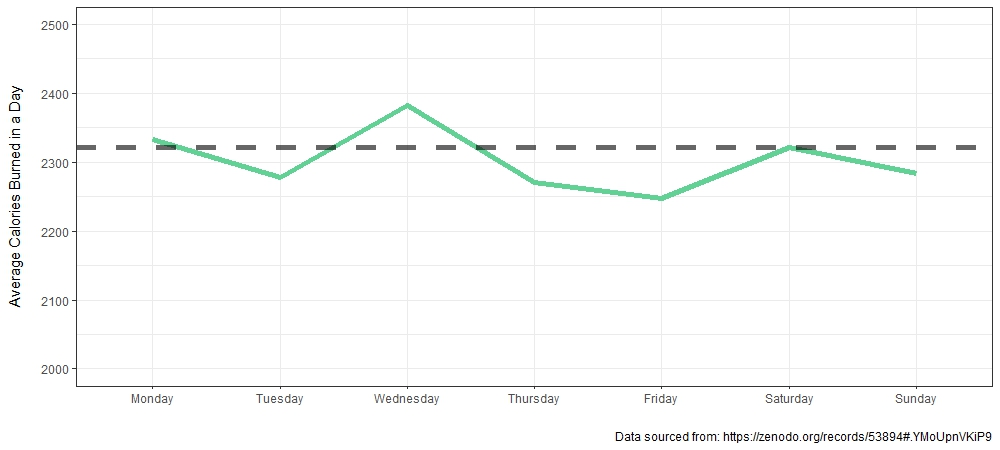 Average Calories Burned in a Day
2500
2400
2300
2200
2100
2000
Monday Tuesday Wednesday Thursday Friday Saturday Sunday
Data sourced from: https://zenodo.org/records/53894#.YMoUpnVKiP9